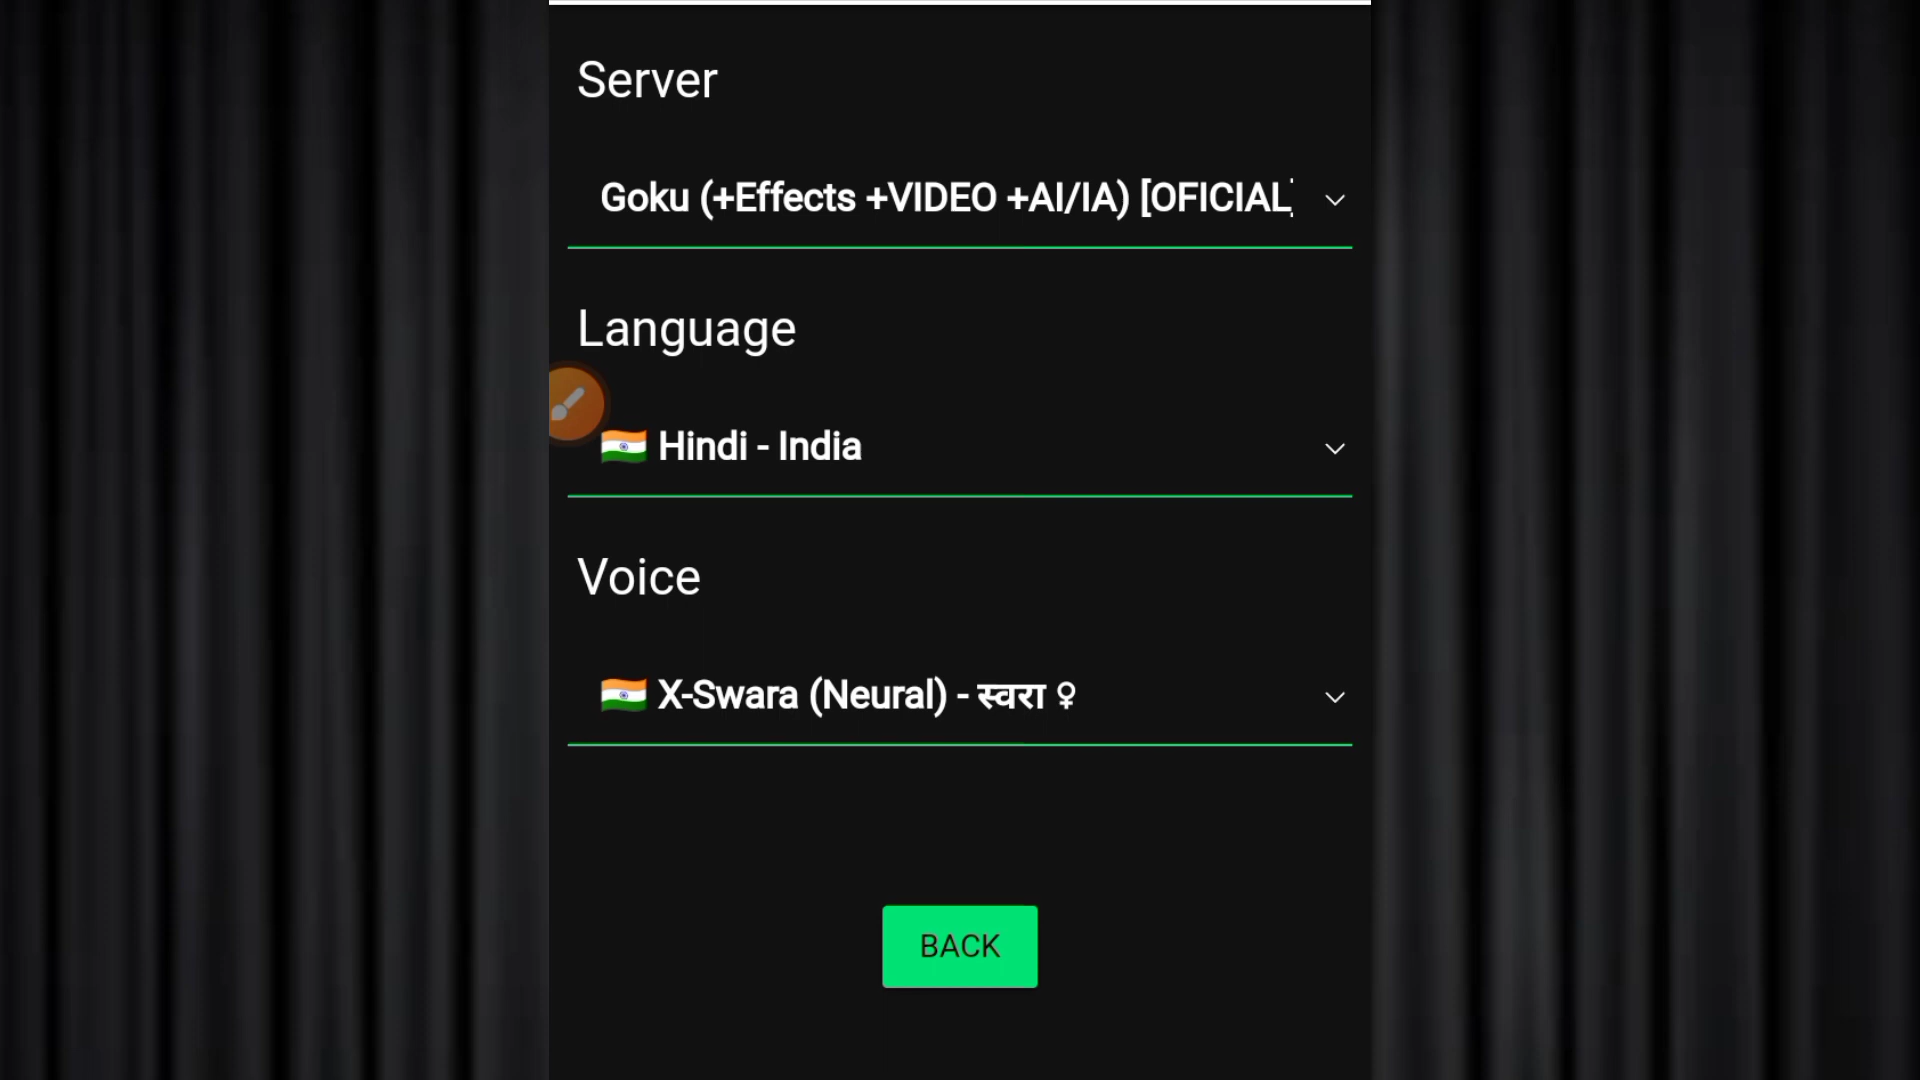 Server
Goku (+Effects +VIDEO +AI/IA) [OFICIAL]
Language
🇮🇳 Hindi - India
Voice
🇮🇳 X-Swara (Neural) - स्वरा ♀
BACK